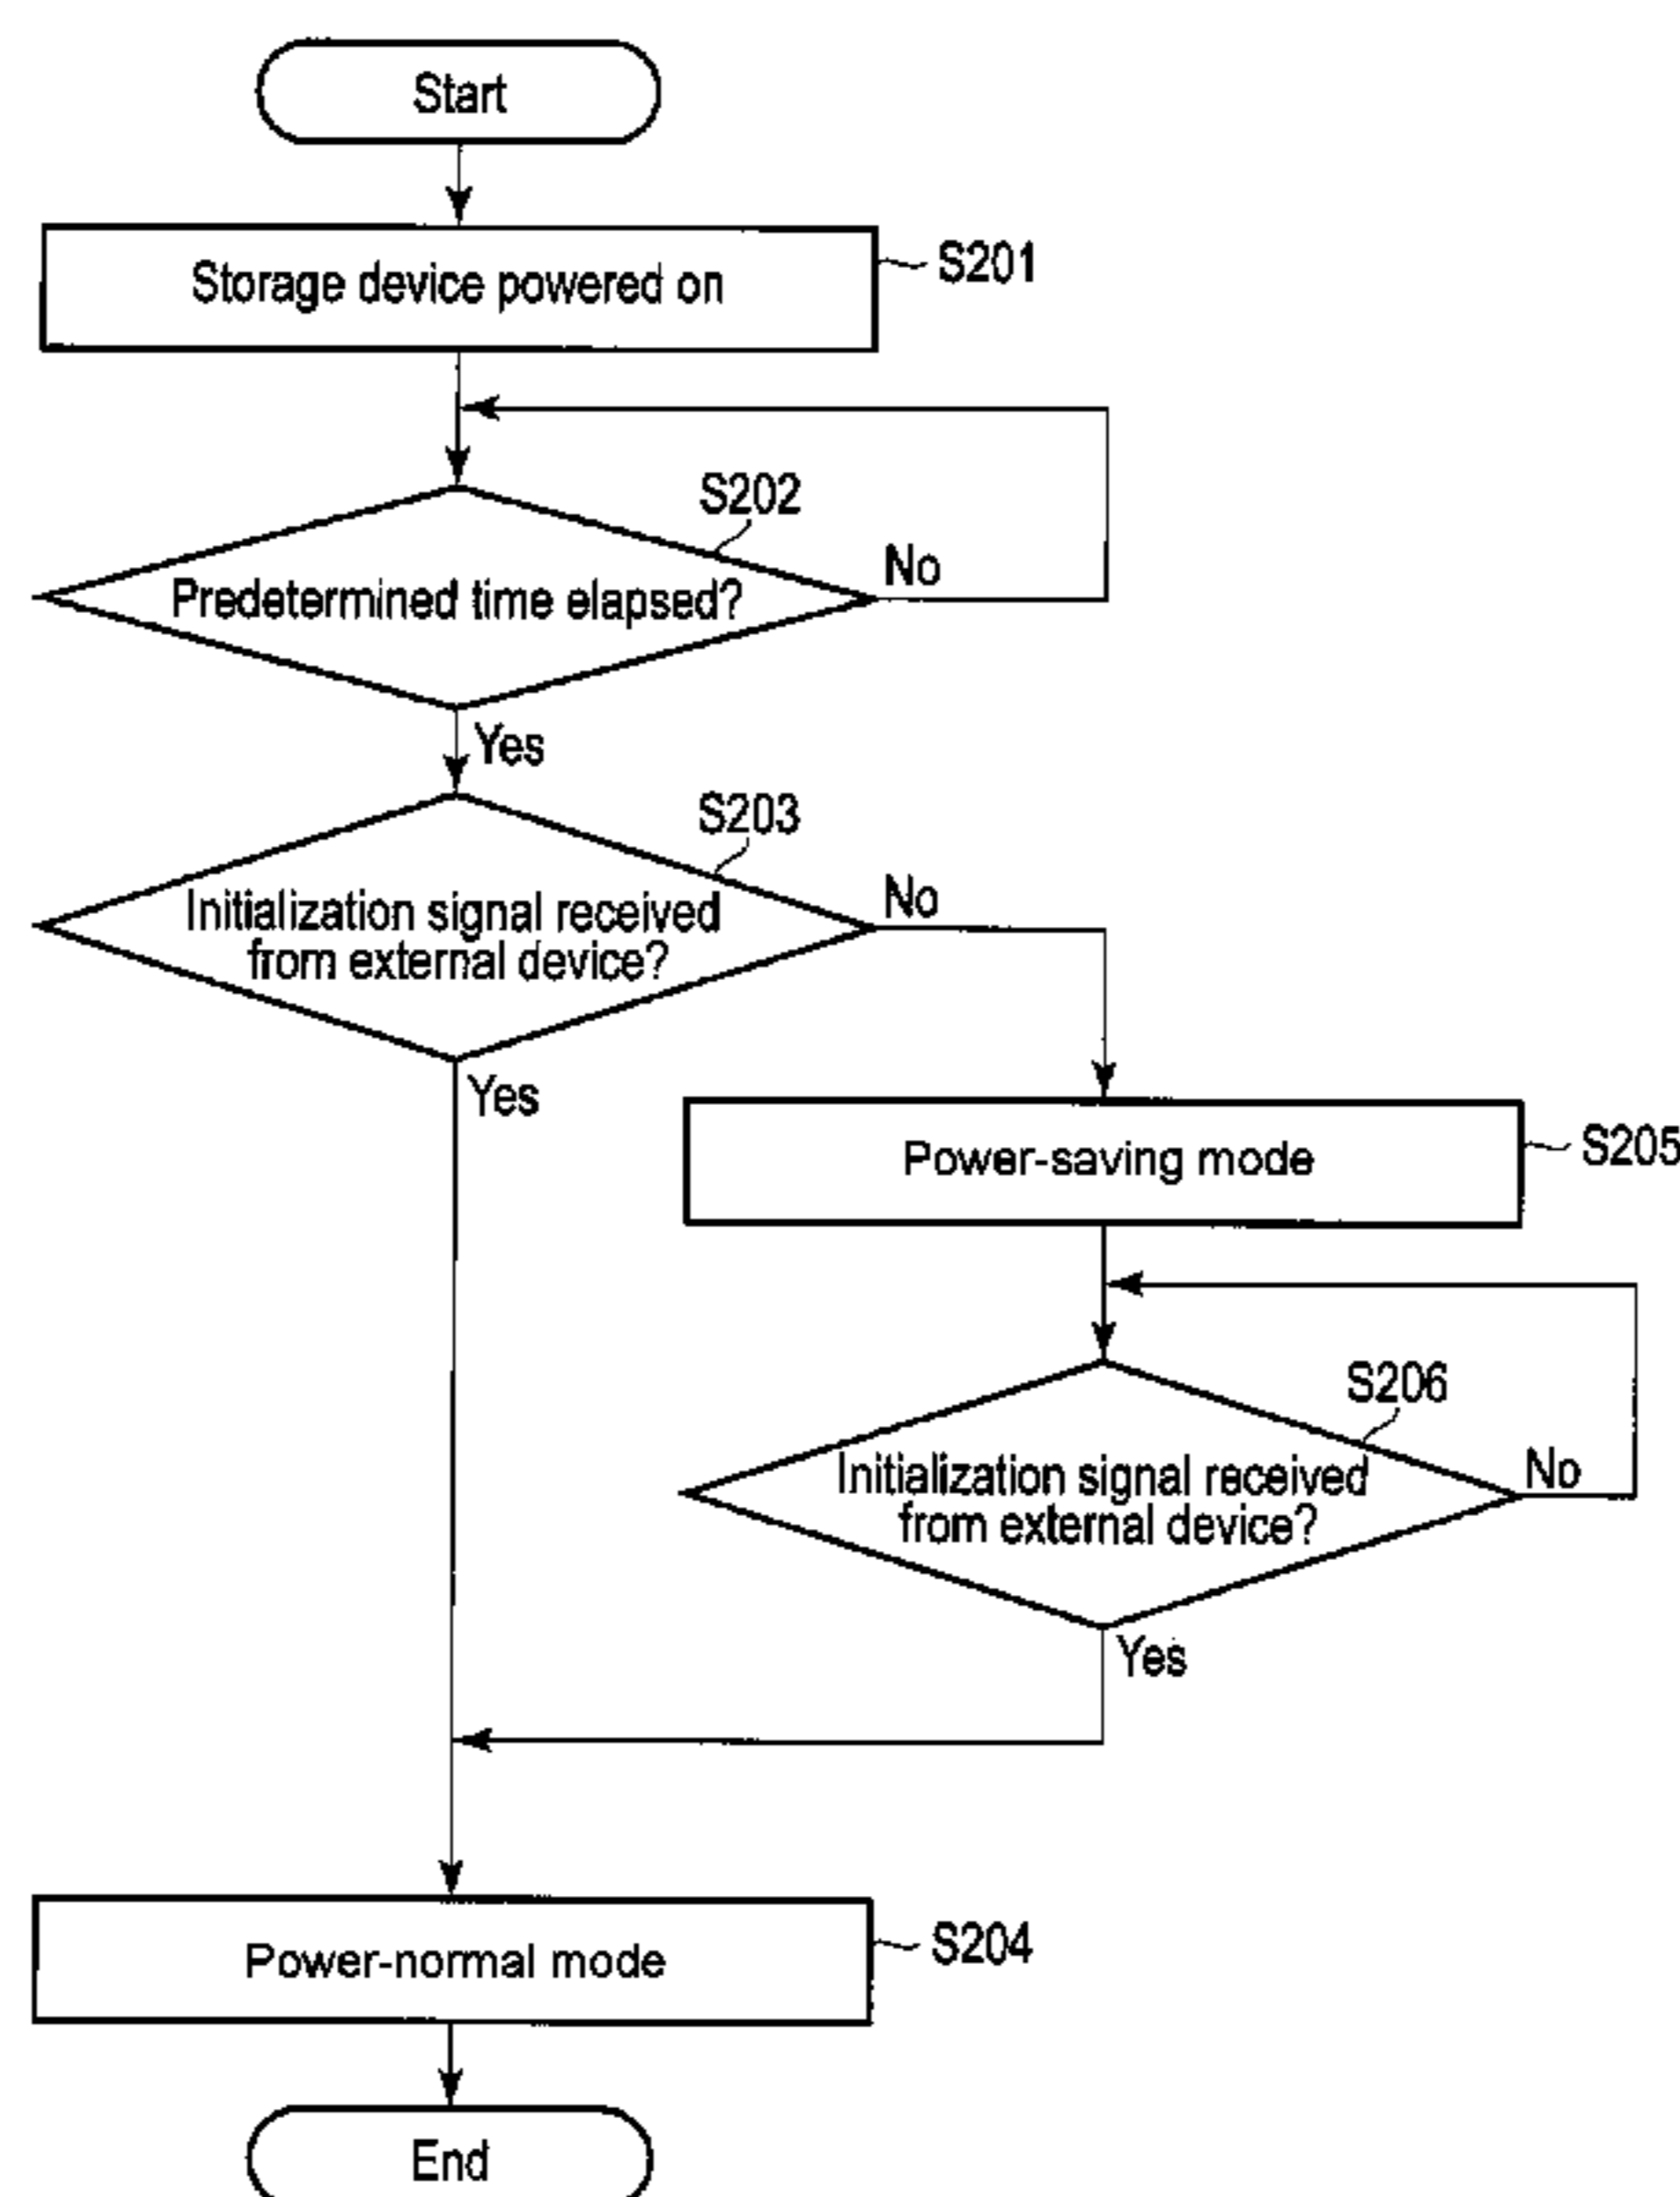 Start
Storage device powered on
S201
S202
Predetermined time elapsed?
No
Yes
S203
Initialization signal received
from external device?
No
Yes
Power-saving mode
S205
S206
Initialization signal received
from external device?
No
Yes
Power-normal mode
S204
End